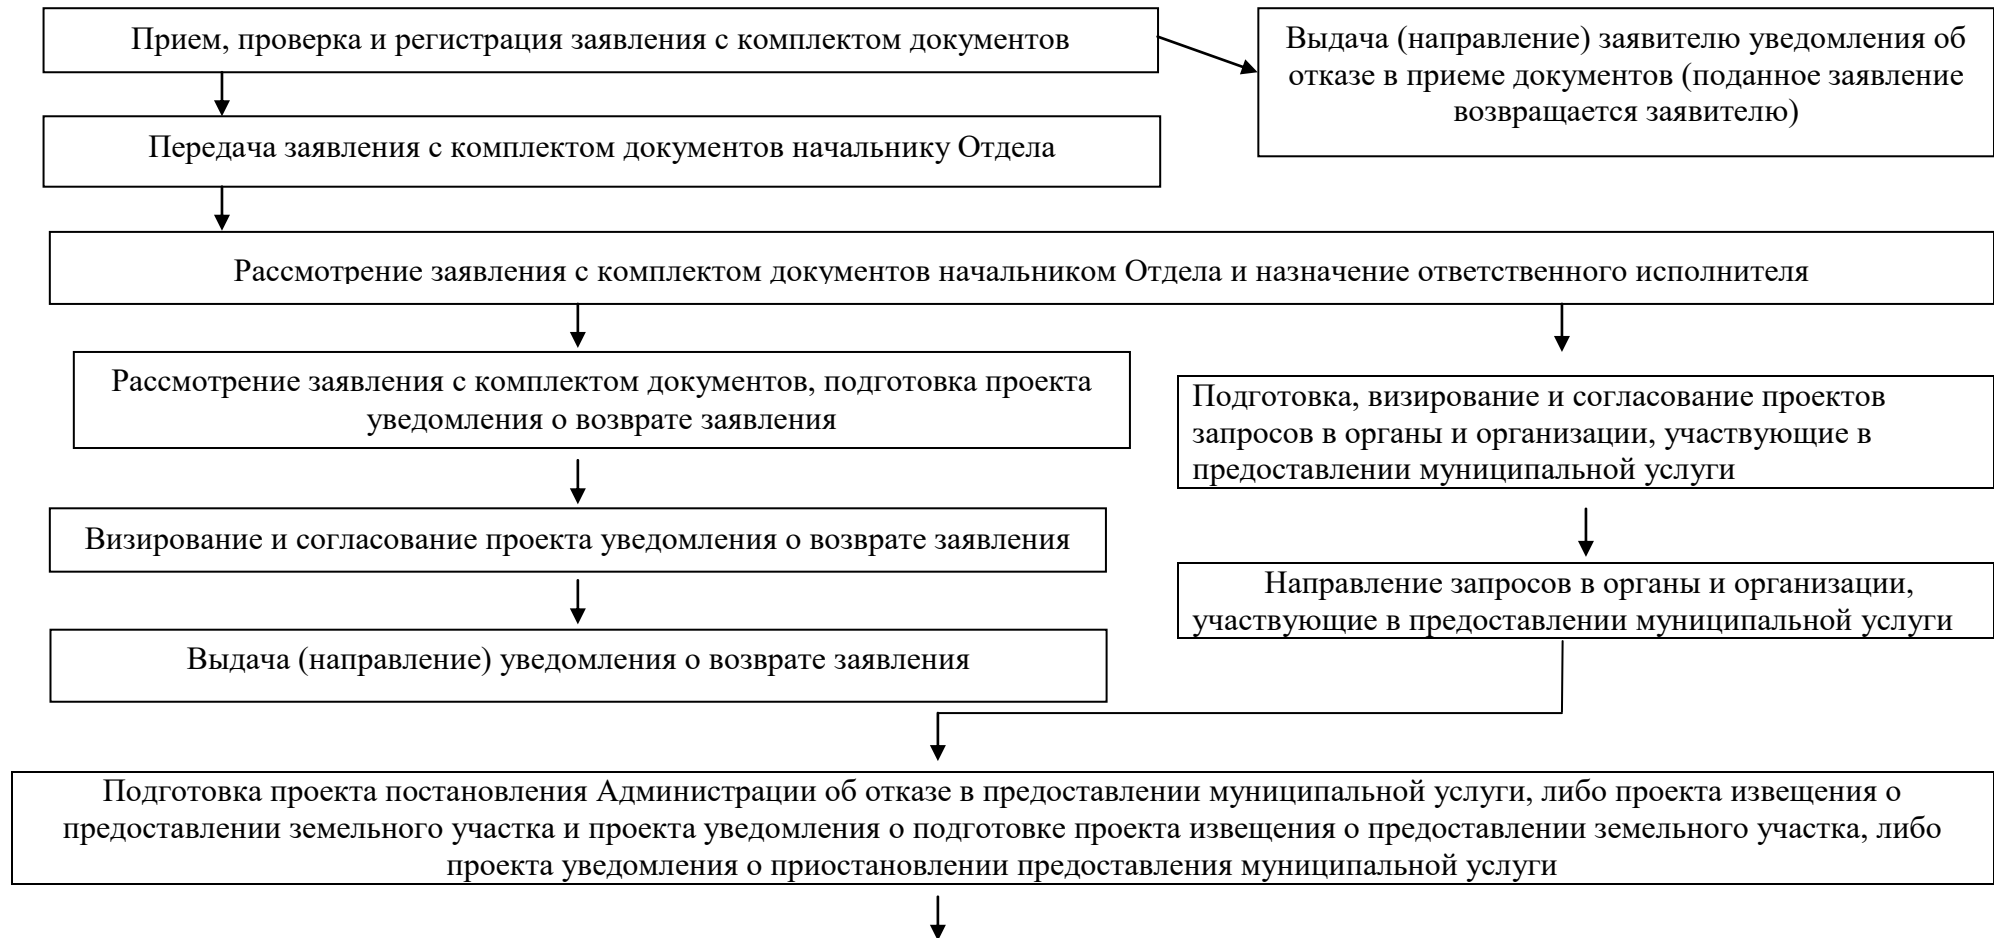 Прием, проверка и регистрация заявления с комплектом документов
Выдача (направление) заявителю уведомления об
отказе в приеме документов (поданное заявление
возвращается заявителю)
Передача заявления с комплектом документов начальнику Отдела
Рассмотрение заявления с комплектом документов начальником Отдела и назначение ответственного исполнителя
Рассмотрение заявления с комплектом документов, подготовка проекта
уведомления о возврате заявления
Подготовка, визирование и согласование проектов
запросов в органы и организации, участвующие в
предоставлении муниципальной услуги
Визирование и согласование проекта уведомления о возврате заявления
Направление запросов в органы и организации,
участвующие в предоставлении муниципальной услуги
Выдача (направление) уведомления о возврате заявления
Подготовка проекта постановления Администрации об отказе в предоставлении муниципальной услуги, либо проекта извещения о
предоставлении земельного участка и проекта уведомления о подготовке проекта извещения о предоставлении земельного участка, либо
проекта уведомления о приостановлении предоставления муниципальной услуги